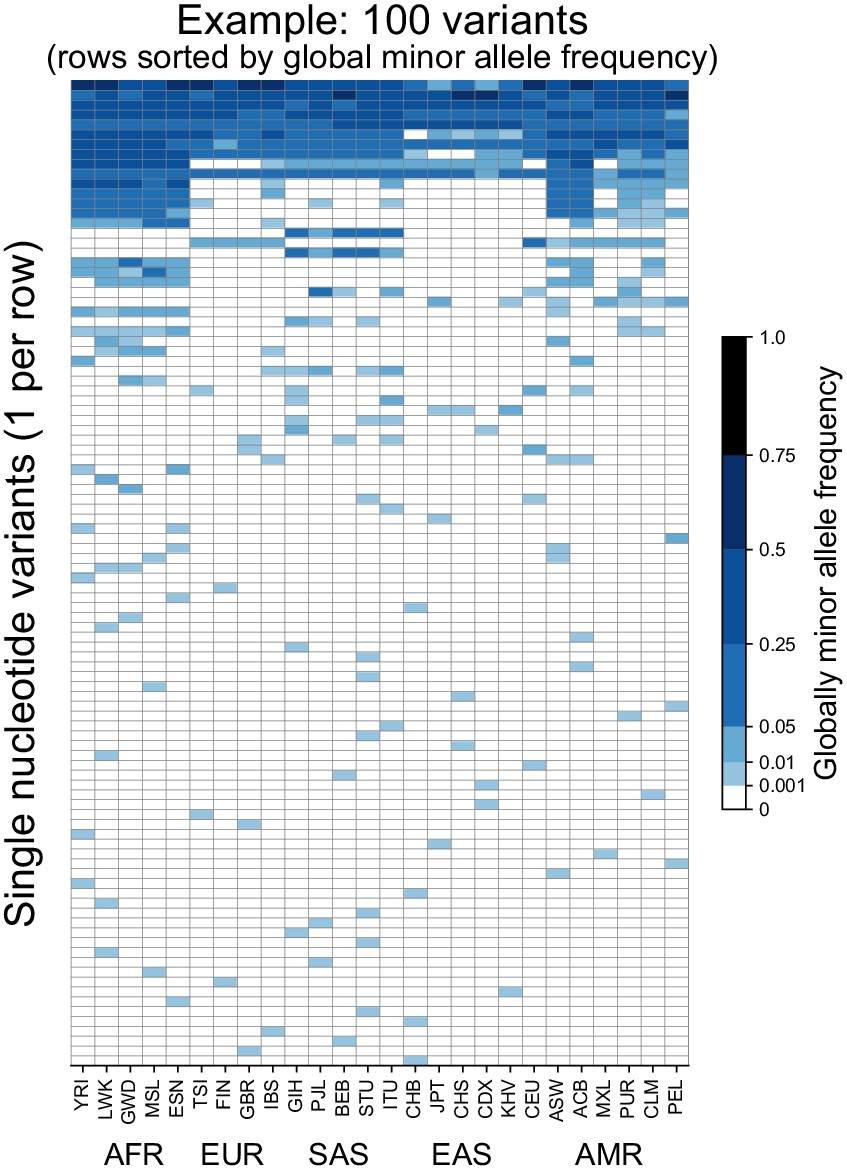 Example: 100 variants
(rows sorted by global minor allele frequency)
Single nucleotide variants (1 per row)
1.0
0.75
0.5
0.25
0.05
0.01
0.001
0
Globally minor allele frequency
YRI
LWK
GWD
MSL
ESN
TSI
FIN
GBR
IBS
GIH
PJL
BEB
STU
ITU
CHB
JPT
CHS
CDX
KHV
CEU
ASW
ACB
MXL
PUR
CLM
PEL
AFR
EUR
SAS
EAS
AMR